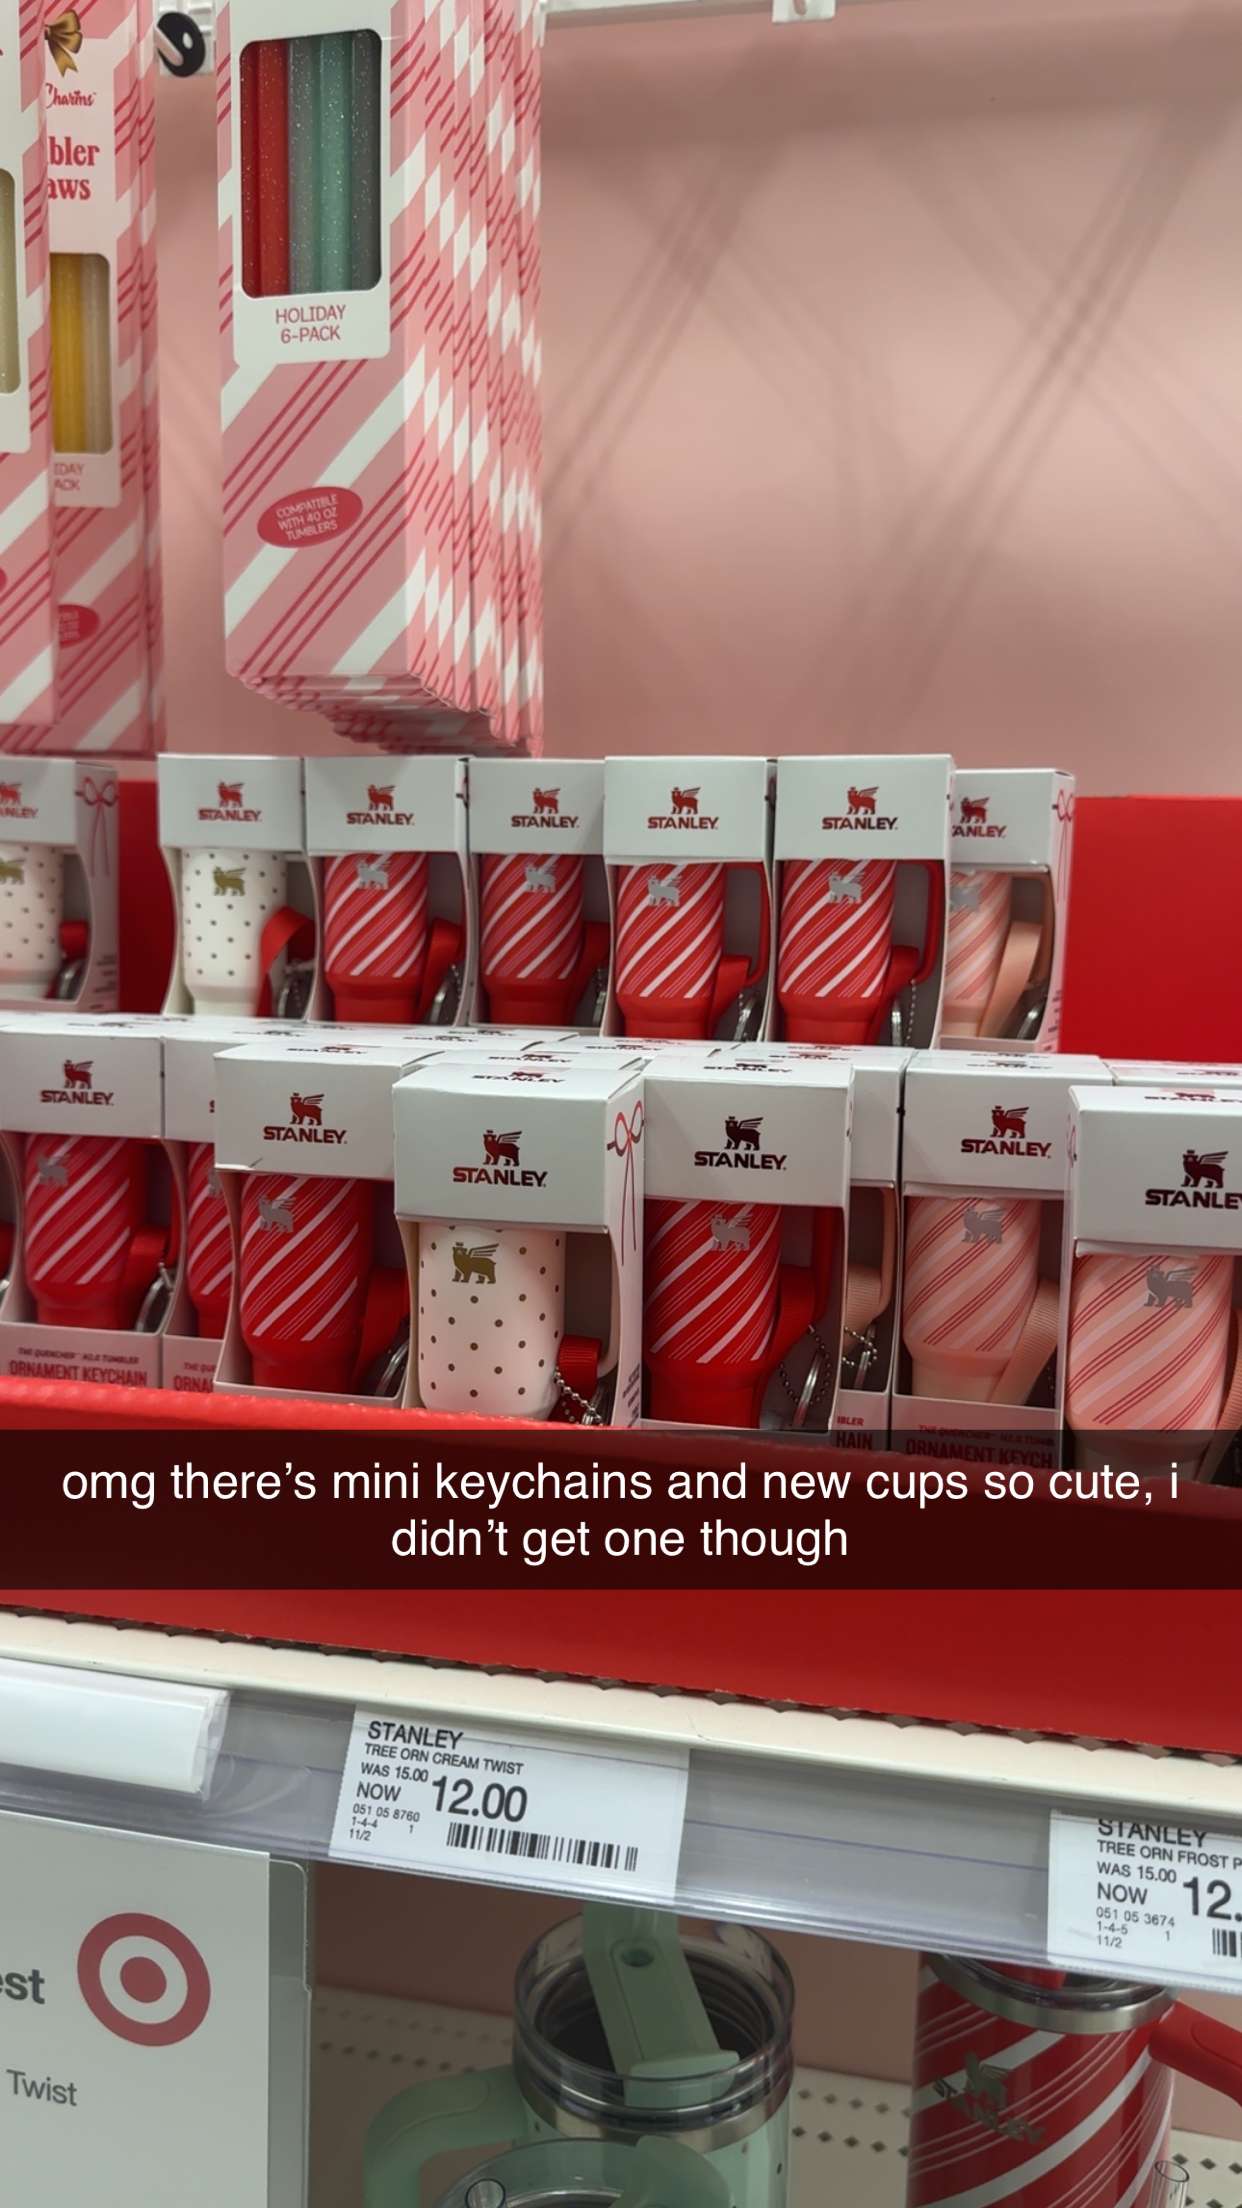 Charms
bler
aws
HOLIDAY
6-PACK
COMPATIBLE
WITH 40 OZ
TUMBLERS
STANLEY
STANLEY
STANLEY
STANLEY
STANLEY
STANLEY
STANLEY
STANLEY
STANLEY
STANLEY
STANLEY
ORNAMENT KEYCHAIN
omg there’s mini keychains and new cups so cute, i
didn’t get one though
STANLEY
TREE ORN CREAM TWIST
WAS 15.00
NOW 12.00
051 05 8760
1-4-4 1
11/2
STANLEY
TREE ORN FROST P
WAS 15.00
NOW 12.
051 05 3674
1-4-5 1
11/2
est
Twist
STANLEY